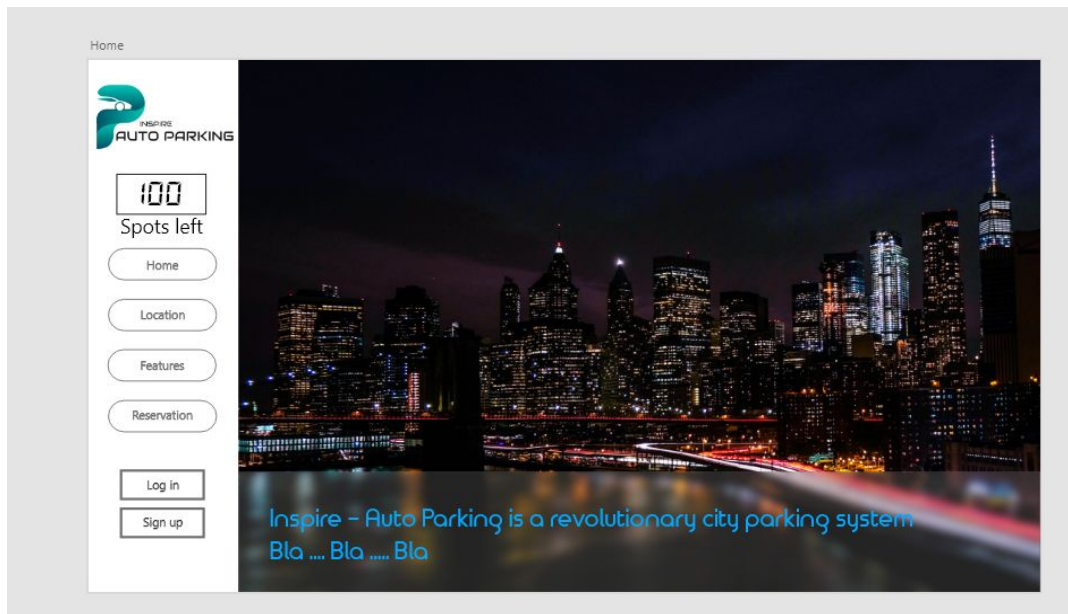 Home
INSPIRE
AUTO PARKING
100
Spots left
Home
Location
Features
Reservation
Log in
Sign up
Inspire - Auto Parking is a revolutionary city parking system
Bla .... Bla ..... Bla